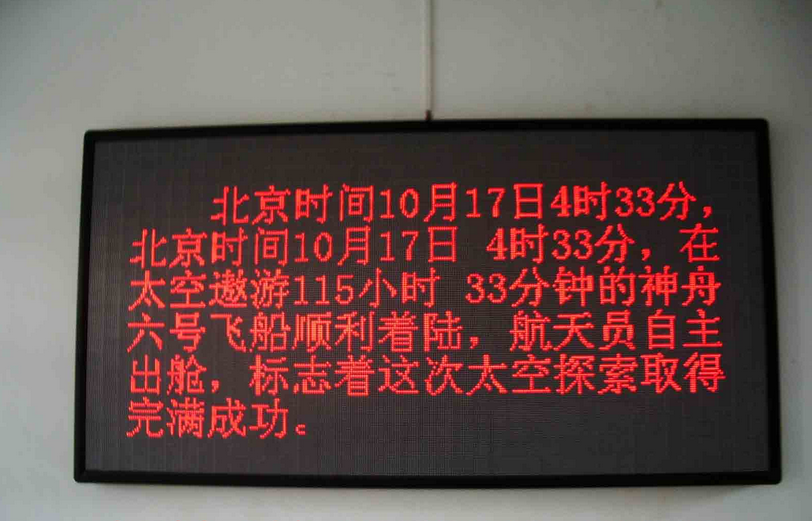 北京时间10月17日4时33分，
北京时间10月17日 4时33分，在
太空遨游115小时 33分钟的神舟
六号飞船顺利着陆，航天员自主
出舱，标志着这次太空探索取得
完满成功。